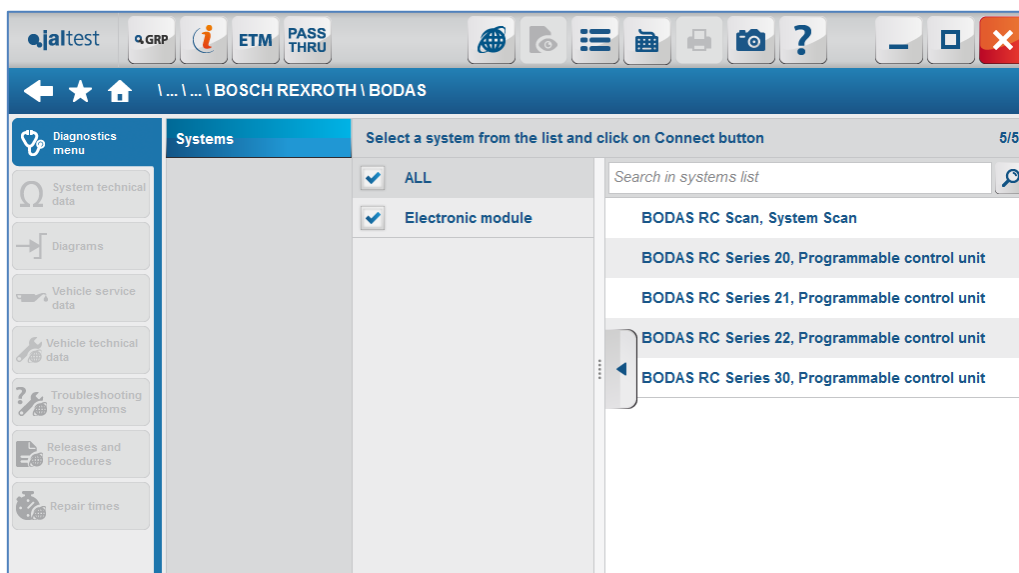 jaltest
GRP
i
ETM
PASS
THRU
?
\ ... \ ... \ BOSCH REXROTH \ BODAS
Diagnostics
menu
System technical
data
Diagrams
Vehicle service
data
Vehicle technical
data
Troubleshooting
by symptoms
Releases and
Procedures
Repair times
Systems
Select a system from the list and click on Connect button
5/5
ALL
Electronic module
Search in systems list
BODAS RC Scan, System Scan
BODAS RC Series 20, Programmable control unit
BODAS RC Series 21, Programmable control unit
BODAS RC Series 22, Programmable control unit
BODAS RC Series 30, Programmable control unit